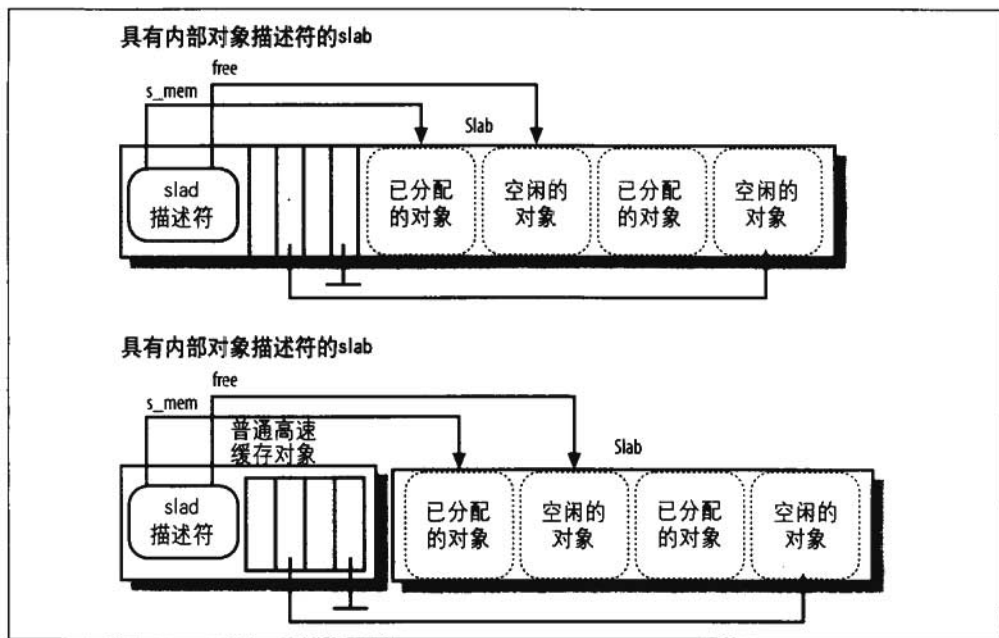 具有内部对象描述符的slab
free
s_mem
Slab
slad
描述符
已分配
的对象
空闲的
对象
已分配
的对象
空闲的
对象
具有内部对象描述符的slab
free
s_mem
普通高速
缓存对象
Slab
slad
描述符
已分配
的对象
空闲的
对象
已分配
的对象
空闲的
对象